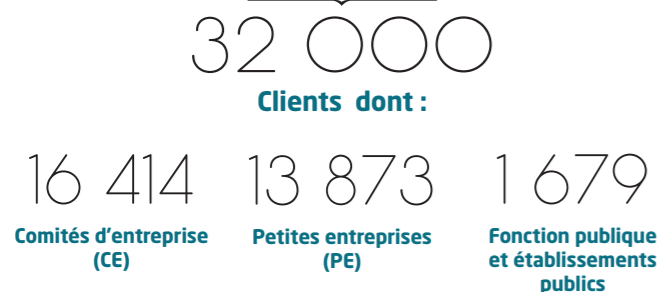 32 000
Clients dont :
16 414 13 873 1 679
Comités d'entreprise Petites entreprises Fonction publique
(CE) (PE) et établissements
publics